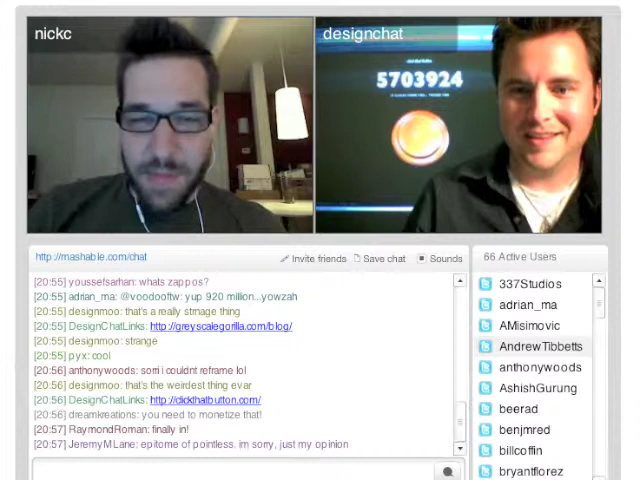 nickc
designchat
5703924
http://mashable.com/chat
Invite friends
Save chat
Sounds
66 Active Users
[20:55] youssefsarhan: whats zappos?
[20:55] adrian_ma: @voodooftw: yup 920 million...yowzah
[20:55] designmoo: that's a really stmage thing
[20:55] DesignChatLinks: http://greyscalegorilla.com/blog/
[20:55] designmoo: strange
[20:55] pyx: cool
[20:56] anthonywoods: sorri i couldnt reframe lol
[20:56] designmoo: that's the weirdest thing evar
[20:56] DesignChatLinks: http://clickthatbutton.com/
[20:56] dreamkreations: you need to monetize that!
[20:57] RaymondRoman: finally in!
[20:57] JeremyMLane: epitome of pointless. im sorry, just my opinion
337Studios
adrian_ma
AMisimovic
AndrewTibbetts
anthonywoods
AshishGurung
beerad
benjmred
billcoffin
bryantflorez